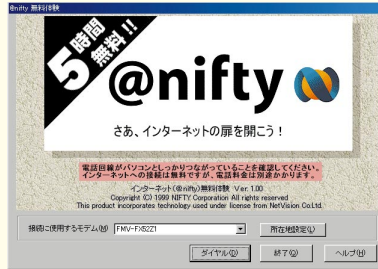 @nifty 無料体験
5時間
無料!!
@nifty
さあ、インターネットの扉を開こう！
電話回線がパソコンとしっかりつながっていることを確認してください。
インターネットへの接続は無料ですが、電話料金は別途かかります。
インターネット(@nifty)無料体験 Ver. 1.00
Copyright (C) 1999 NIFTY Corporation All rights reserved
This product incorporates technology used under license from NetVision Co.Ltd.
接続に使用するモデム(M) FMV-FX52Z1 所在地設定(L)
ダイヤル(D) 終了(Q) ヘルプ(H)